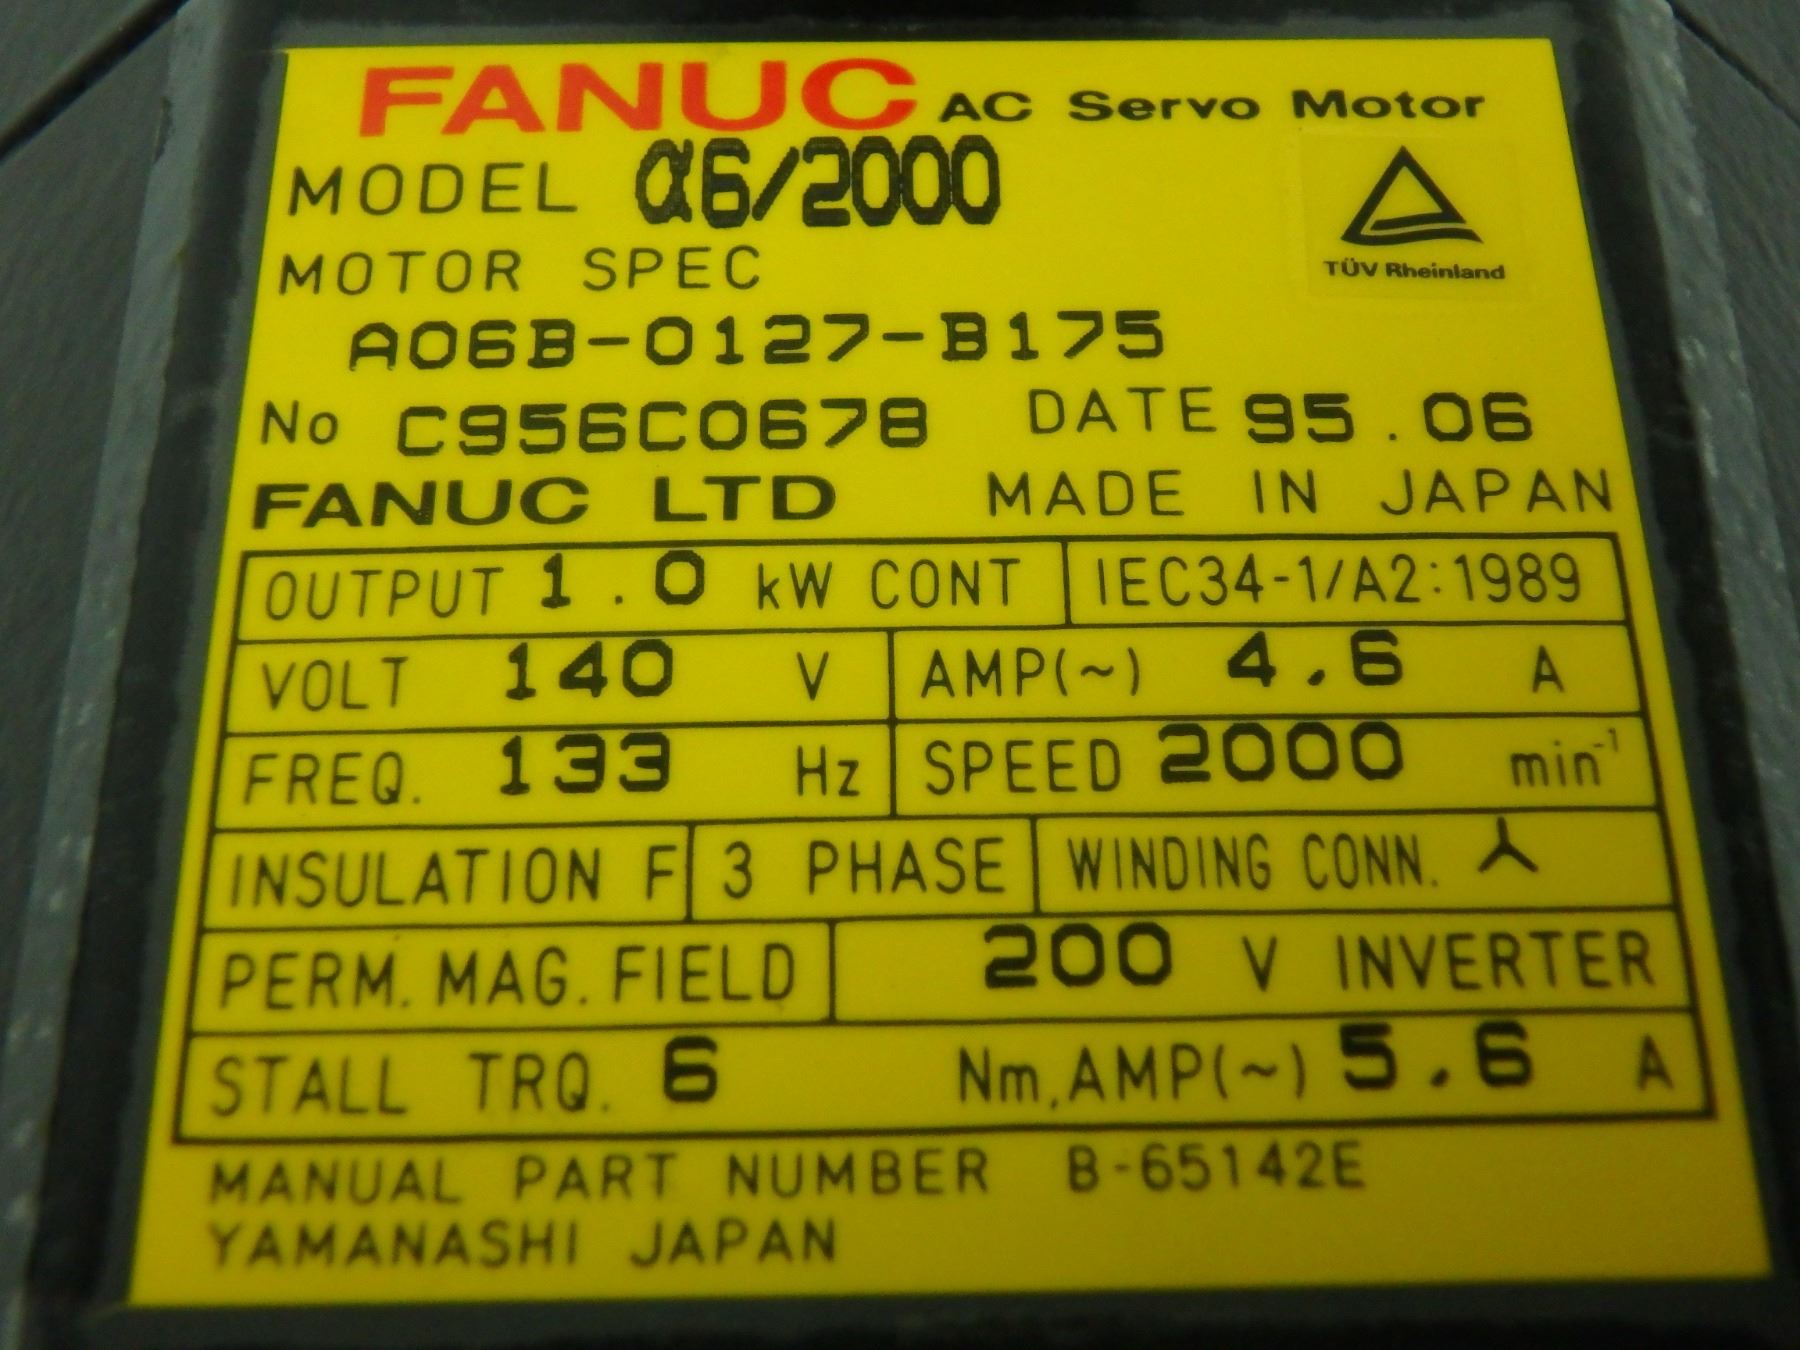 FANUC AC Servo Motor
MODEL α6/2000
TÜV Rheinland
MOTOR SPEC
A06B-0127-B175
No C956C0678 DATE 95.06
FANUC LTD MADE IN JAPAN
OUTPUT 1.0 kW CONT IEC34-1/A2:1989
VOLT 140 V AMP(~) 4.6 A
FREQ. 133 Hz SPEED 2000 min⁻¹
INSULATION F 3 PHASE WINDING CONN.
PERM. MAG. FIELD 200 V INVERTER
STALL TRQ. 6 Nm, AMP(~) 5.6 A
MANUAL PART NUMBER B-65142E
YAMANASHI JAPAN